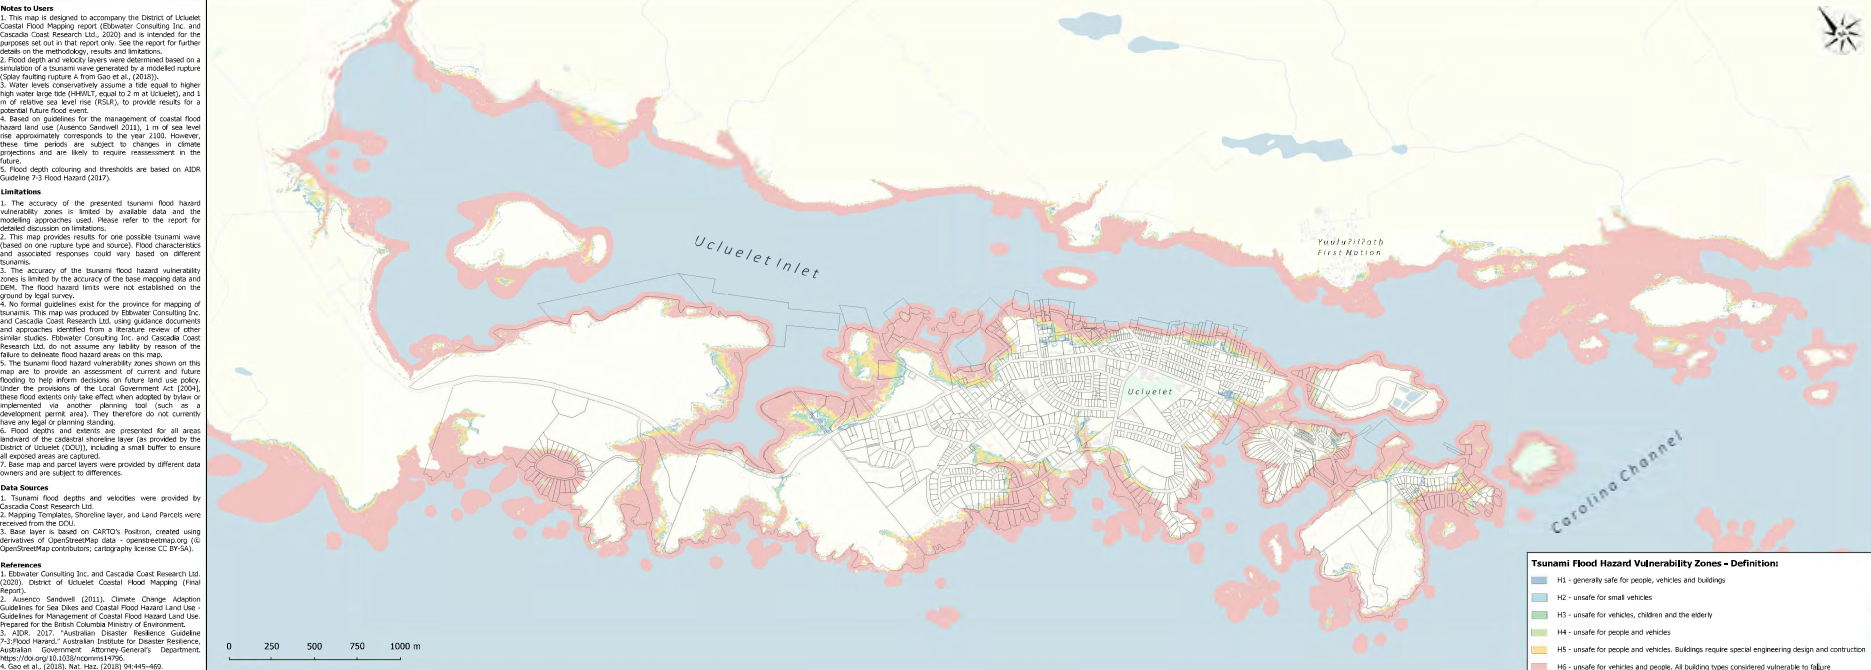 Notes to Users
1. This map is designed to accompany the District of Ucluelet
Coastal Flood Mapping report (Ebbwater Consulting Inc. and
Cascadia Coast Research Ltd., 2020) and is intended for the
purposes set out in that report only. See the report for further
details on the methodology, results and limitations.
2. Flood depth and velocity layers were determined based on a
simulation of a tsunami wave generated by a modelled rupture
(Splay faulting rupture A from Gao et al., (2018)).
3. Water levels conservatively assume a tide equal to higher
high water large tide (HHWLT, equal to 2 m at Ucluelet), and 1
m of relative sea level rise (RSLR), to provide results for a
potential future flood event.
4. Based on guidelines for the management of coastal flood
hazard land use (Ausenco Sandwell 2011), 1 m of sea level
rise approximately corresponds to the year 2100. However,
these time periods are subject to changes in climate
projections and are likely to require reassessment in the
future.
5. Flood depth colouring and thresholds are based on AIDR
Guideline 7-3 Flood Hazard (2017).
Limitations
1. The accuracy of the presented tsunami flood hazard
vulnerability zones is limited by available data and the
modelling approaches used. Please refer to the report for
detailed discussion on limitations.
2. This map provides results for one possible tsunami wave
(based on one rupture type and source). Flood characteristics
and associated responses could vary based on different
tsunamis.
3. The accuracy of the tsunami flood hazard vulnerability
zones is limited by the accuracy of the base mapping data and
DEM. The flood hazard limits were not established on the
ground by legal survey.
4. No formal guidelines exist for the province for mapping of
tsunamis. This map was produced by Ebbwater Consulting Inc.
and Cascadia Coast Research Ltd. using guidance documents
and approaches identified from a literature review of other
similar studies. Ebbwater Consulting Inc. and Cascadia Coast
Research Ltd. do not assume any liability by reason of the
failure to delineate flood hazard areas on this map.
5. The tsunami flood hazard vulnerability zones shown on this
map are to provide an assessment of current and future
flooding to help inform decisions on future land use policy.
Under the provisions of the Local Government Act [2004],
these flood extents only take effect when adopted by bylaw or
implemented via another planning tool (such as a
development permit area). They therefore do not currently
have any legal or planning standing.
6. Flood depths and extents are presented for all areas
landward of the cadastral shoreline layer (as provided by the
District of Ucluelet (DOU)), including a small buffer to ensure
all exposed areas are captured.
7. Base map and parcel layers were provided by different data
owners and are subject to differences.
Data Sources
1. Tsunami flood depths and velocities were provided by
Cascadia Coast Research Ltd.
2. Mapping Templates, Shoreline layer, and Land Parcels were
received from the DOU.
3. Base layer is based on CARTO's Positron, created using
derivatives of OpenStreetMap data - openstreetmap.org (©
OpenStreetMap contributors; cartography license CC BY-SA).
References
1. Ebbwater Consulting Inc. and Cascadia Coast Research Ltd.
(2020). District of Ucluelet Coastal Flood Mapping (Final
Report).
2. Ausenco Sandwell (2011). Climate Change Adaption
Guidelines for Sea Dikes and Coastal Flood Hazard Land Use -
Guidelines for Management of Coastal Flood Hazard Land Use.
Prepared for the British Columbia Ministry of Environment.
3. AIDR. 2017. "Australian Disaster Resilience Guideline
7-3:Flood Hazard." Australian Institute for Disaster Resilience,
Australian Government Attorney-General's Department.
https://doi.org/10.1038/ncomms14796.
4. Gao et al., (2018). Nat. Haz. (2018) 94:445–469.
Ucluelet Inlet
Yuułuʔiłʔatḥ
First Nation
Ucluelet
Carolina Channel
0 250 500 750 1000 m
Tsunami Flood Hazard Vulnerability Zones - Definition:
H1 - generally safe for people, vehicles and buildings
H2 - unsafe for small vehicles
H3 - unsafe for vehicles, children and the elderly
H4 - unsafe for people and vehicles
H5 - unsafe for people and vehicles. Buildings require special engineering design and contruction
H6 - unsafe for vehicles and people. All building types considered vulnerable to failure